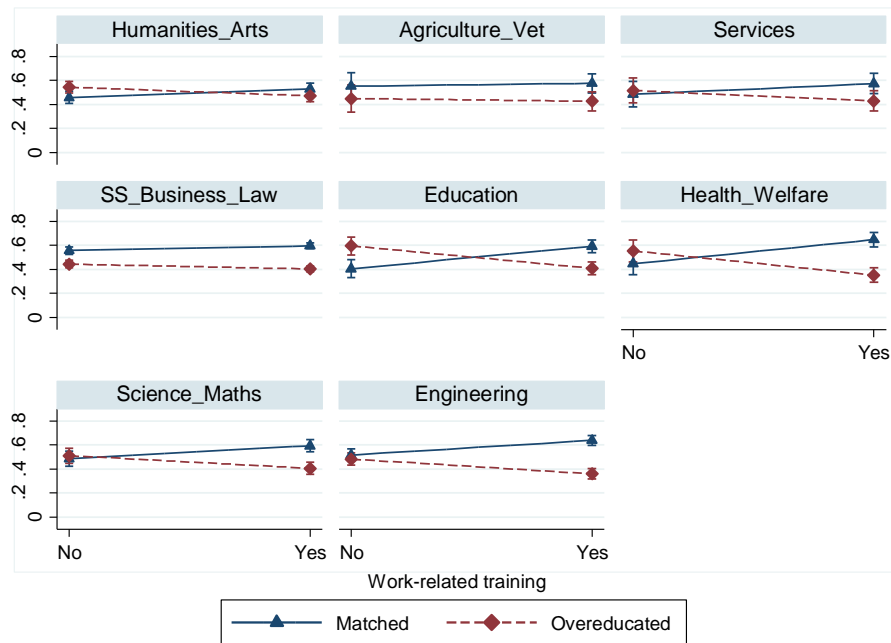 Humanities_Arts Agriculture_Vet Services
.8
.6
.4
.2
0
SS_Business_Law Education Health_Welfare
.8
.6
.4
.2
0
No Yes
Science_Maths Engineering
.8
.6
.4
.2
0
No Yes No Yes
Work-related training
Matched Overeducated